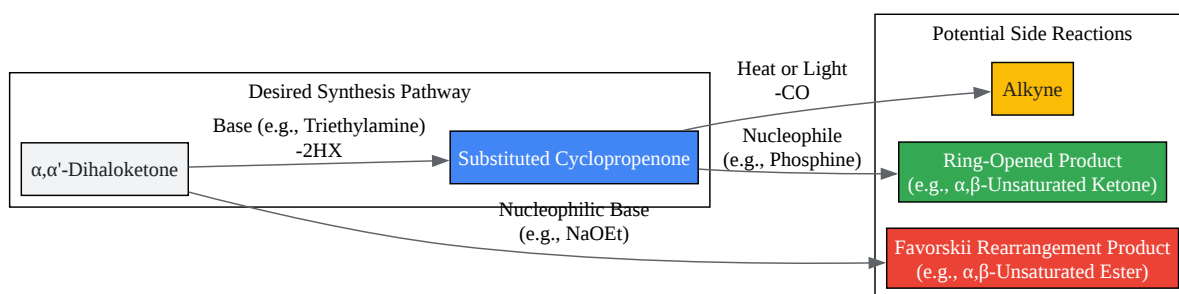 Potential Side Reactions
Heat or Light
-CO
Alkyne
Desired Synthesis Pathway
Base (e.g., Triethylamine)
-2HX
α,α'-Dihaloketone
Substituted Cyclopropenone
Nucleophile
(e.g., Phosphine)
Ring-Opened Product
(e.g., α,β-Unsaturated Ketone)
Nucleophilic Base
(e.g., NaOEt)
Favorskii Rearrangement Product
(e.g., α,β-Unsaturated Ester)